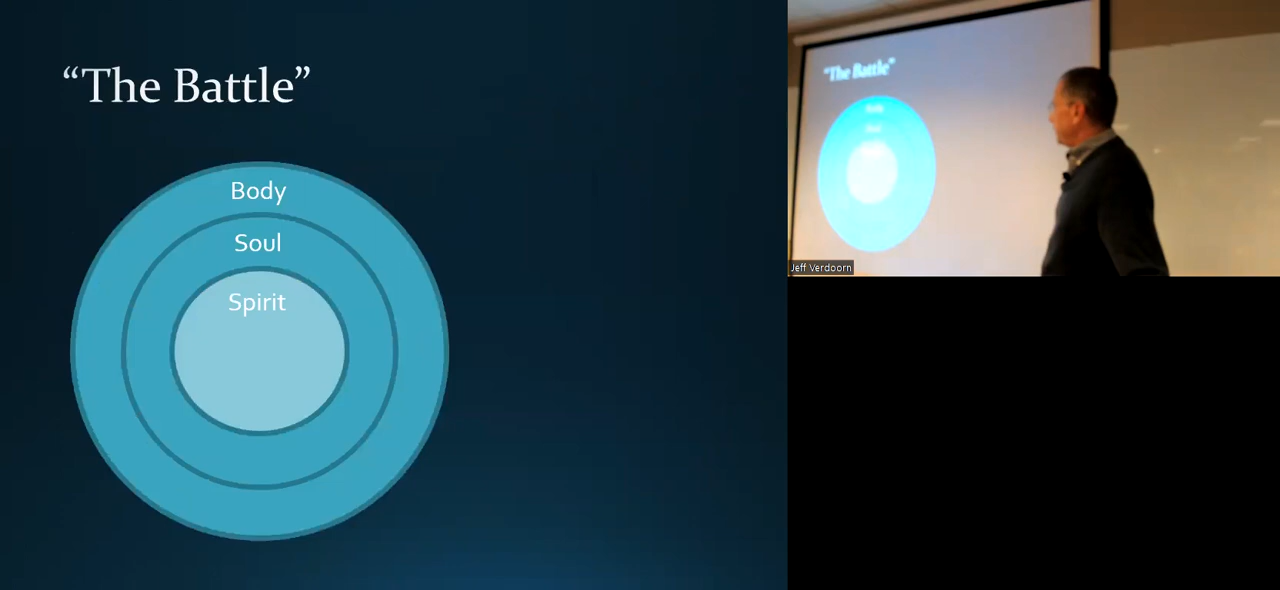 “The Battle”
Body
Soul
Spirit
“The Battle”
Jeff Verdoorn